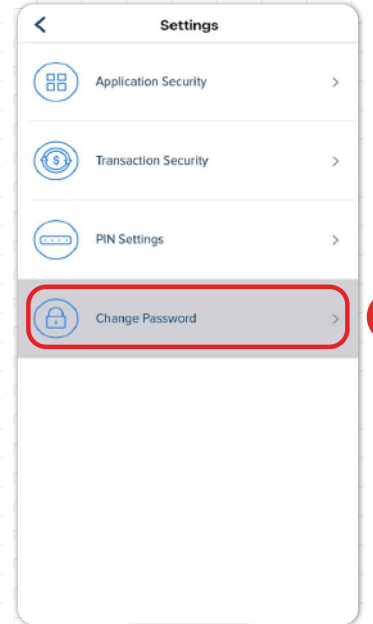 Settings
Application Security
Transaction Security
PIN Settings
Change Password